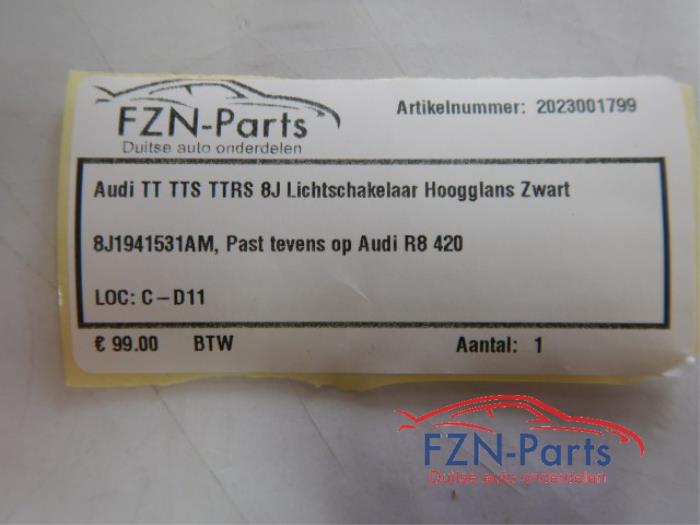 FZN-Parts
Duitse auto onderdelen
Artikelnummer: 2023001799
Audi TT TTS TTRS 8J Lichtschakelaar Hoogglans Zwart
8J1941531AM, Past tevens op Audi R8 420
LOC: C-D11
€ 99.00 BTW Aantal: 1
FZN-Parts
Duitse auto onderdelen